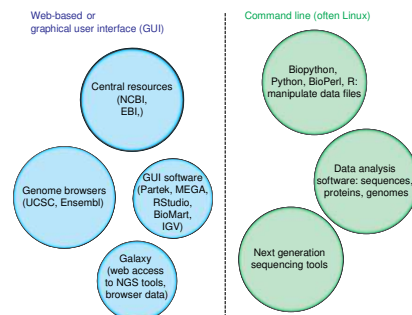 Web-based or
graphical user interface (GUI)
Central resources
(NCBI,
EBI,)
Genome browsers
(UCSC, Ensembl)
GUI software
(Partek, MEGA,
RStudio,
BioMart,
IGV)
Galaxy
(web access
to NGS tools,
browser data)
Command line (often Linux)
Biopython,
Python, BioPerl, R:
manipulate data files
Data analysis
software: sequences,
proteins, genomes
Next generation
sequencing tools